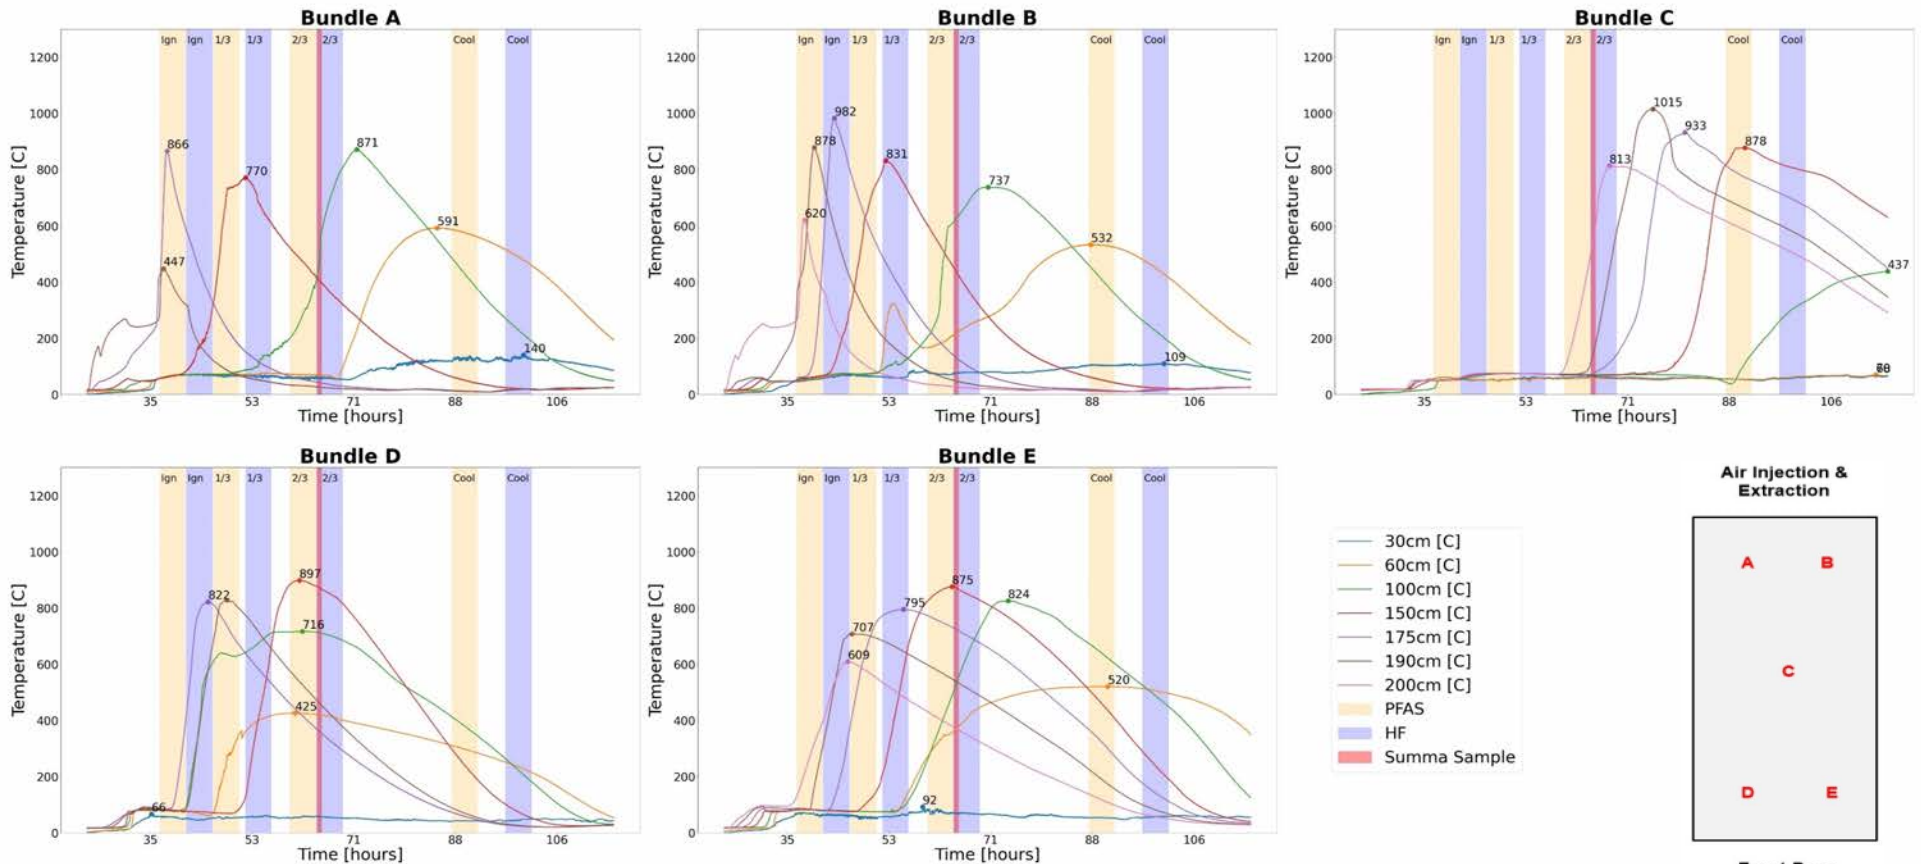 Bundle A
Ign Ign 1/3 1/3 2/3 2/3 Cool Cool
1200
1000
800
600
400
200
0
866
447
770
871
591
140
35 53 71 88 106
Temperature [C]
Time [hours]
Bundle B
Ign Ign 1/3 1/3 2/3 2/3 Cool Cool
1200
1000
800
600
400
200
0
982
878
620
831
737
532
109
35 53 71 88 106
Temperature [C]
Time [hours]
Bundle C
Ign Ign 1/3 1/3 2/3 2/3 Cool Cool
1200
1000
800
600
400
200
0
1015
933
878
813
437
35 53 71 88 106
Temperature [C]
Time [hours]
Bundle D
Ign Ign 1/3 1/3 2/3 2/3 Cool Cool
1200
1000
800
600
400
200
0
897
822
716
425
66
35 53 71 88 106
Temperature [C]
Time [hours]
Bundle E
Ign Ign 1/3 1/3 2/3 2/3 Cool Cool
1200
1000
800
600
400
200
0
875
824
795
707
609
520
92
35 53 71 88 106
Temperature [C]
Time [hours]
30cm [C]
60cm [C]
100cm [C]
150cm [C]
175cm [C]
190cm [C]
200cm [C]
PFAS
HF
Summa Sample
Air Injection &
Extraction
A B
C
D E